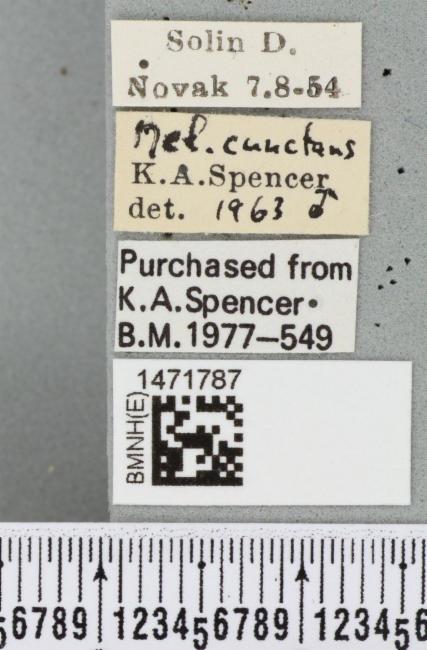 Solin D.
Novak 7.8-54
Mel. cunctans
K.A.Spencer
det. 1963 ♂
Purchased from
K.A.Spencer
B.M.1977-549
1471787
BMNH(E)
56789 123456789 123456